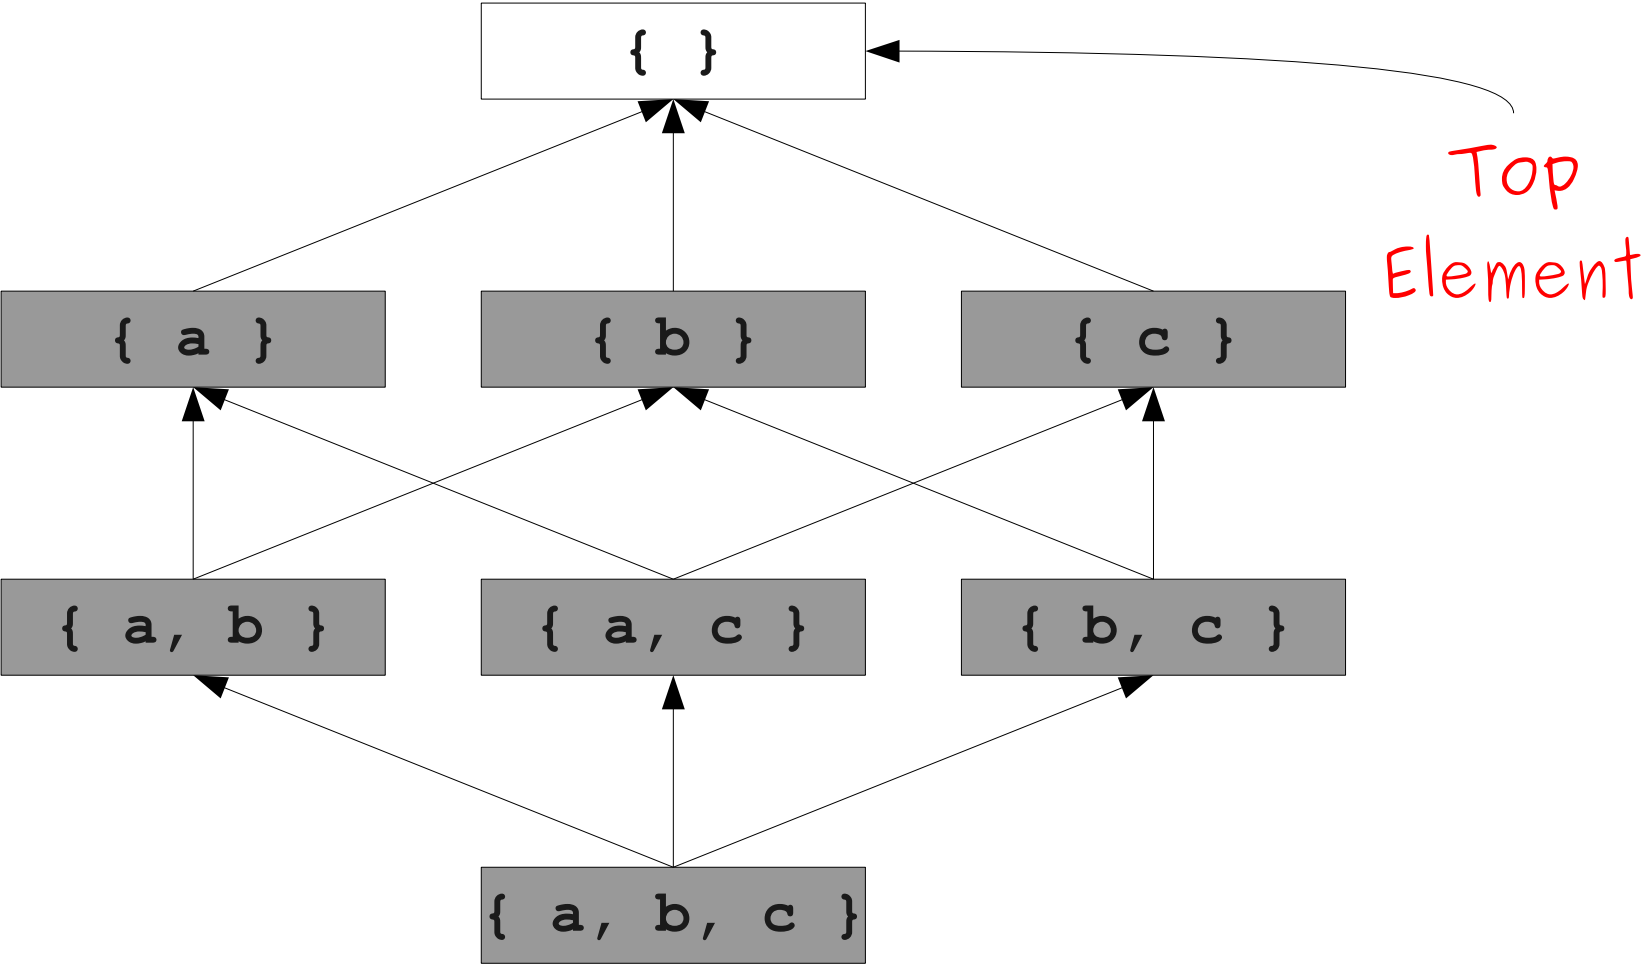 { }
Top
Element
{ a }
{ b }
{ c }
{ a, b }
{ a, c }
{ b, c }
{ a, b, c }